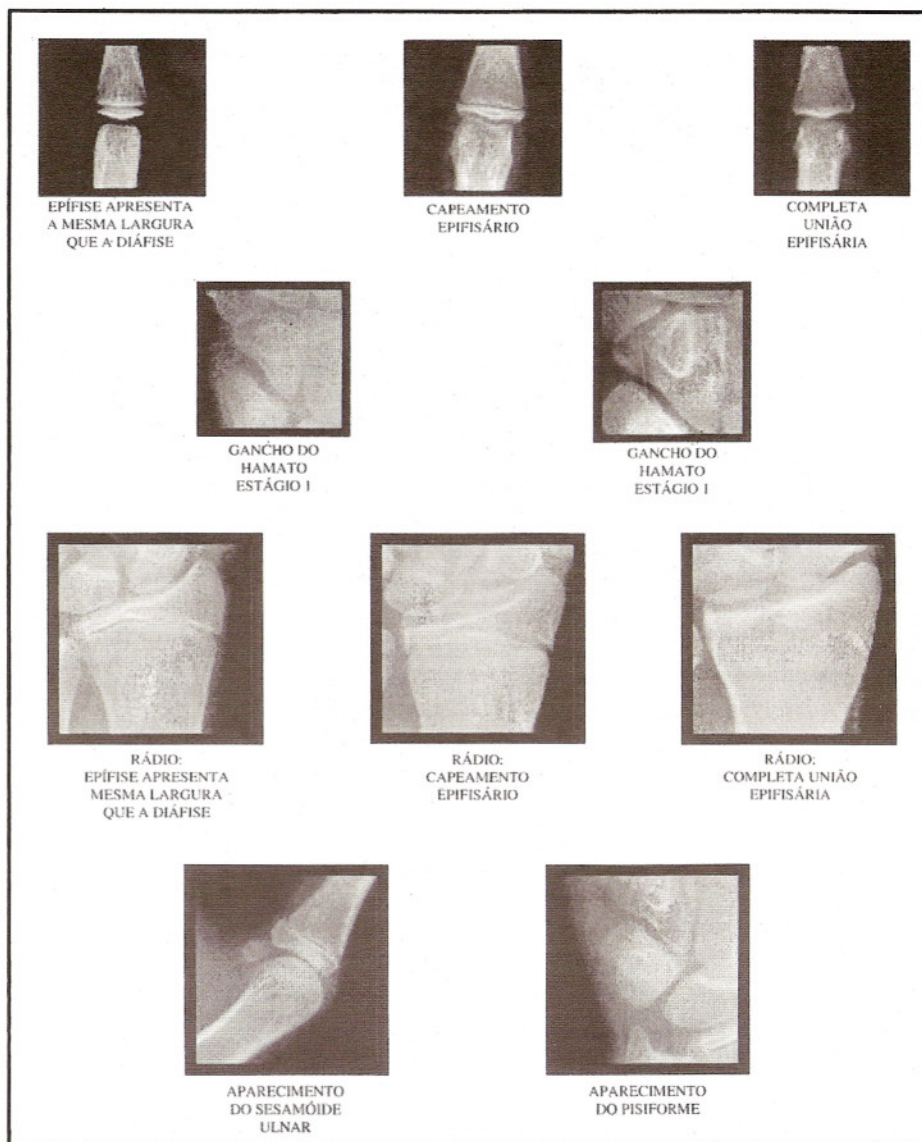 EPÍFISE APRESENTA
A MESMA LARGURA
QUE A DIÁFISE
CAPEAMENTO
EPIFISÁRIO
COMPLETA
UNIÃO
EPIFISÁRIA
GANCHO DO
HAMATO
ESTÁGIO 1
GANCHO DO
HAMATO
ESTÁGIO 1
RÁDIO:
EPÍFISE APRESENTA
MESMA LARGURA
QUE A DIÁFISE
RÁDIO:
CAPEAMENTO
EPIFISÁRIO
RÁDIO:
COMPLETA UNIÃO
EPIFISÁRIA
APARECIMENTO
DO SESAMÓIDE
ULNAR
APARECIMENTO
DO PISIFORME